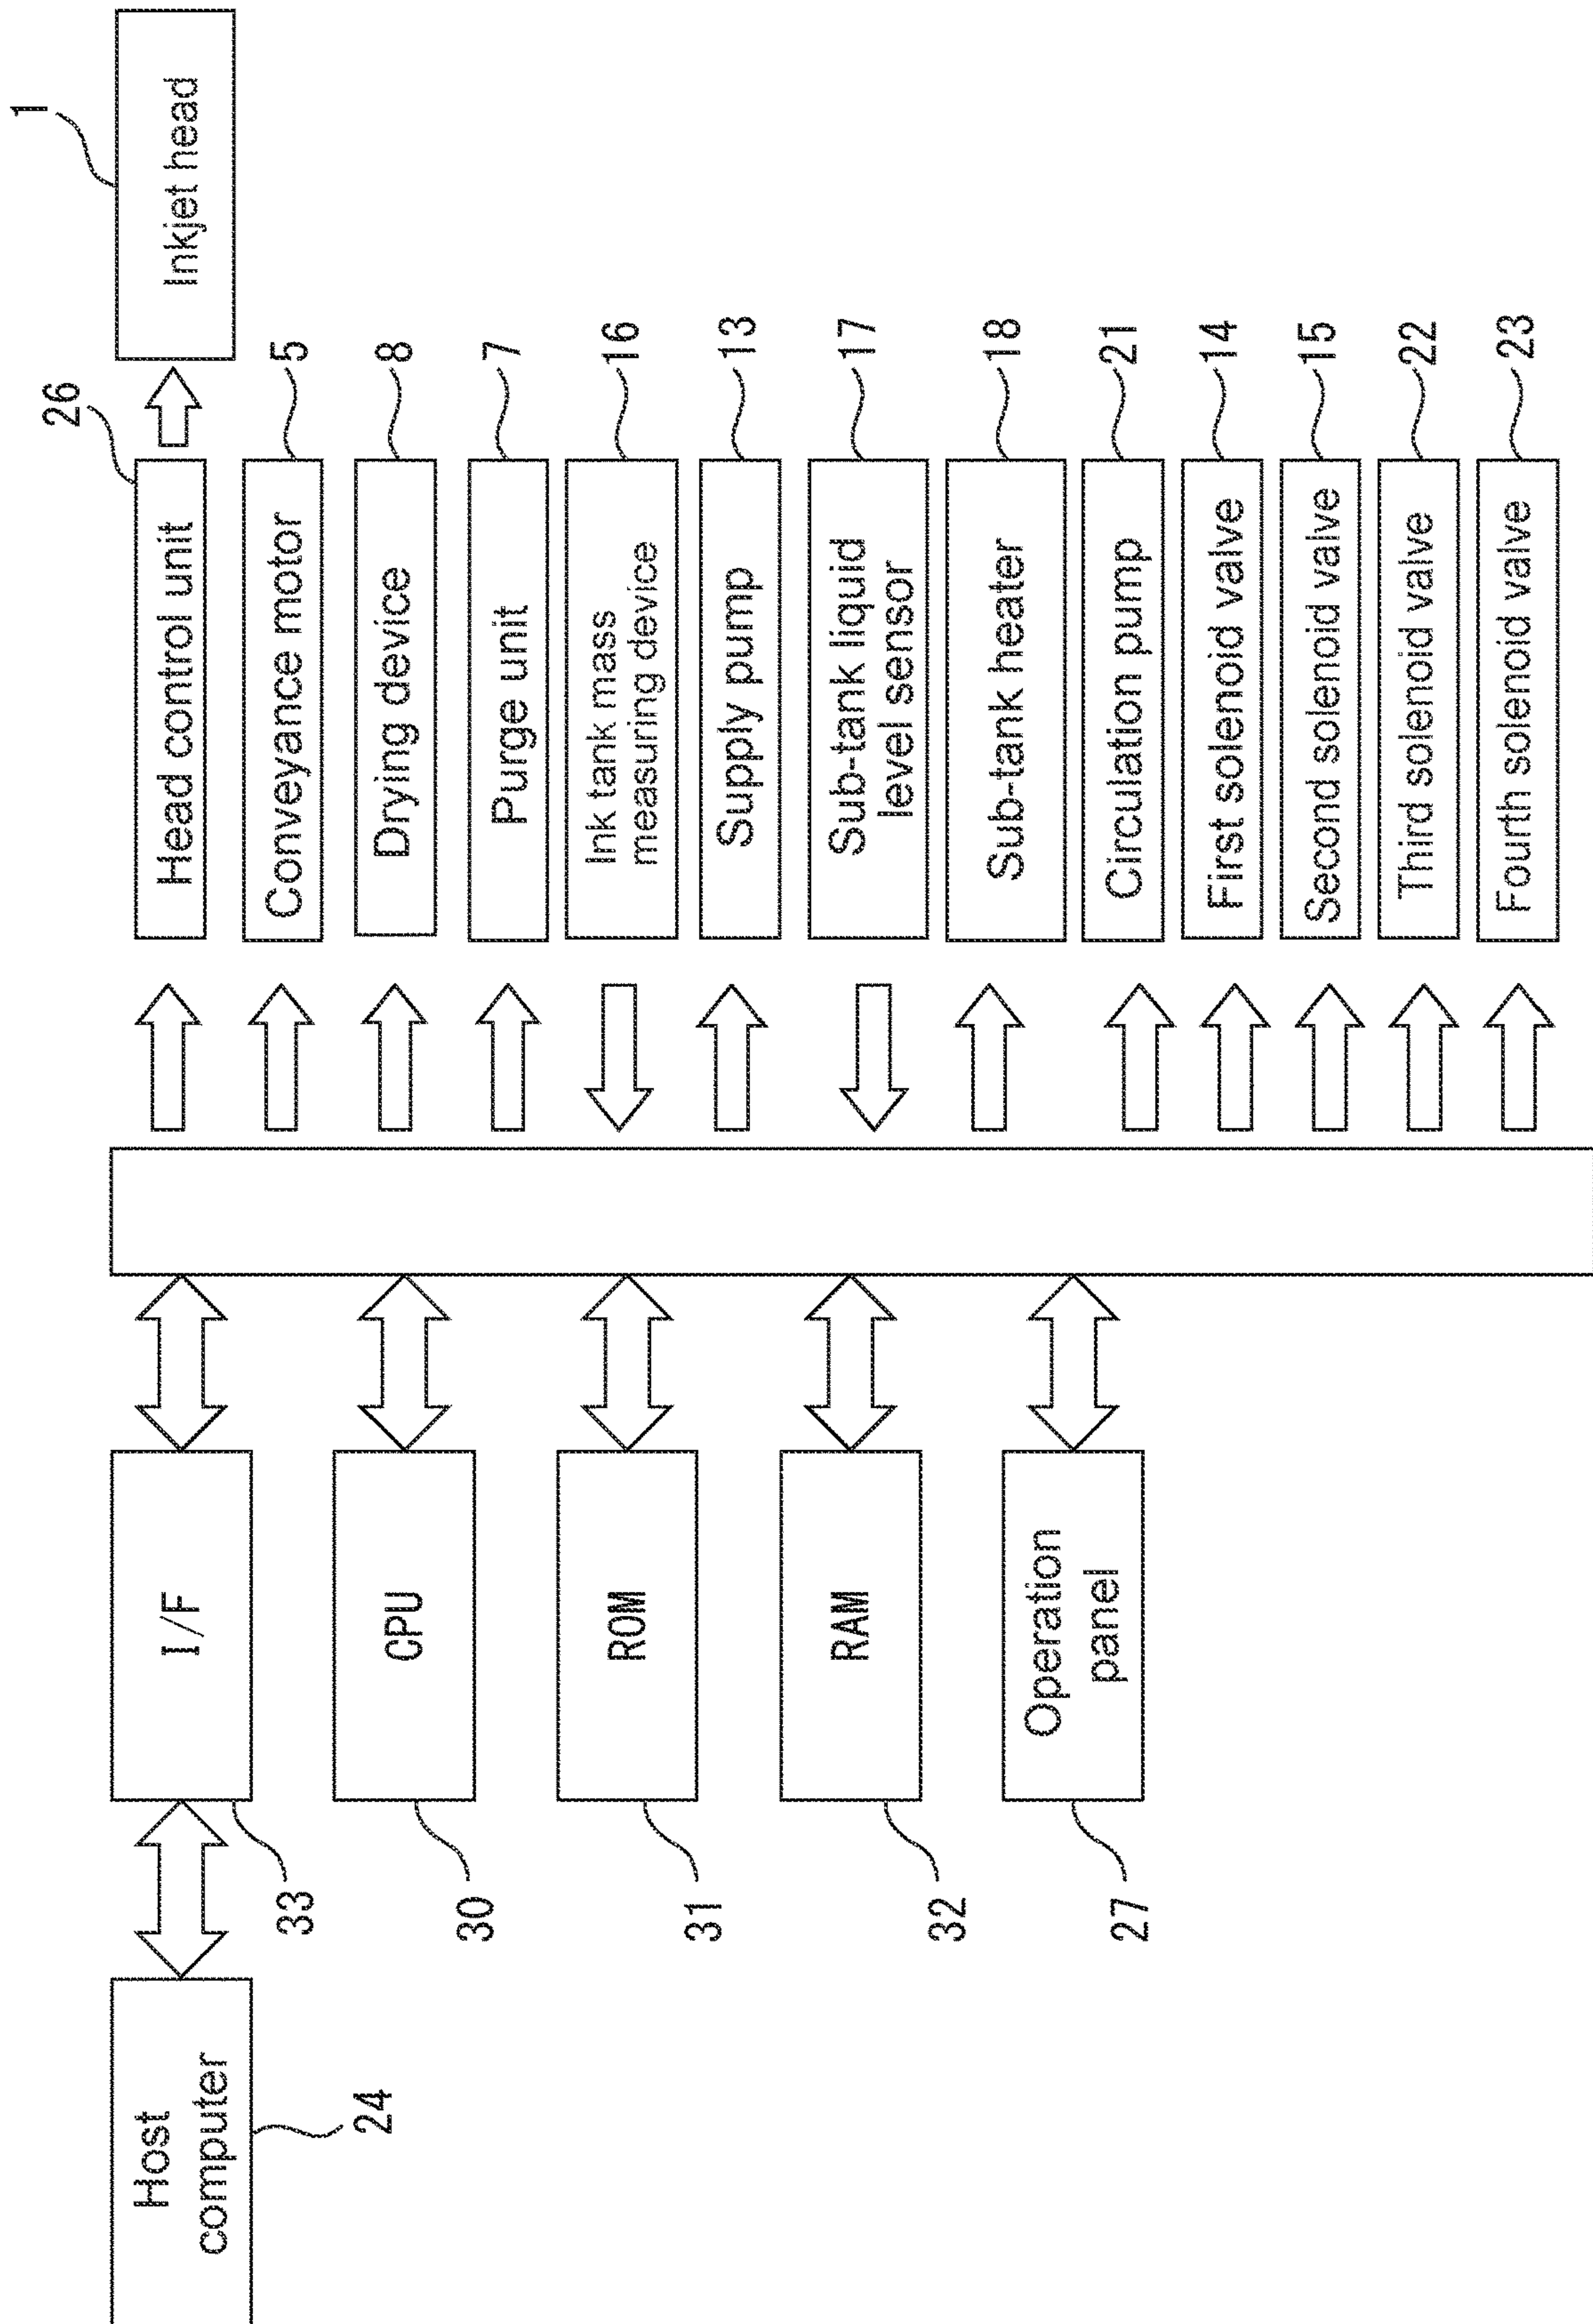 1
Inkjet head
26
Head control unit
Conveyance motor
5
Drying device
8
Purge unit
7
Ink tank mass
measuring device
16
Supply pump
13
Sub-tank liquid
level sensor
17
Sub-tank heater
18
Circulation pump
21
First solenoid valve
14
Second solenoid valve
15
Third solenoid valve
22
Fourth solenoid valve
23
I/F
33
CPU
30
ROM
31
RAM
32
Operation
panel
27
Host
computer
24